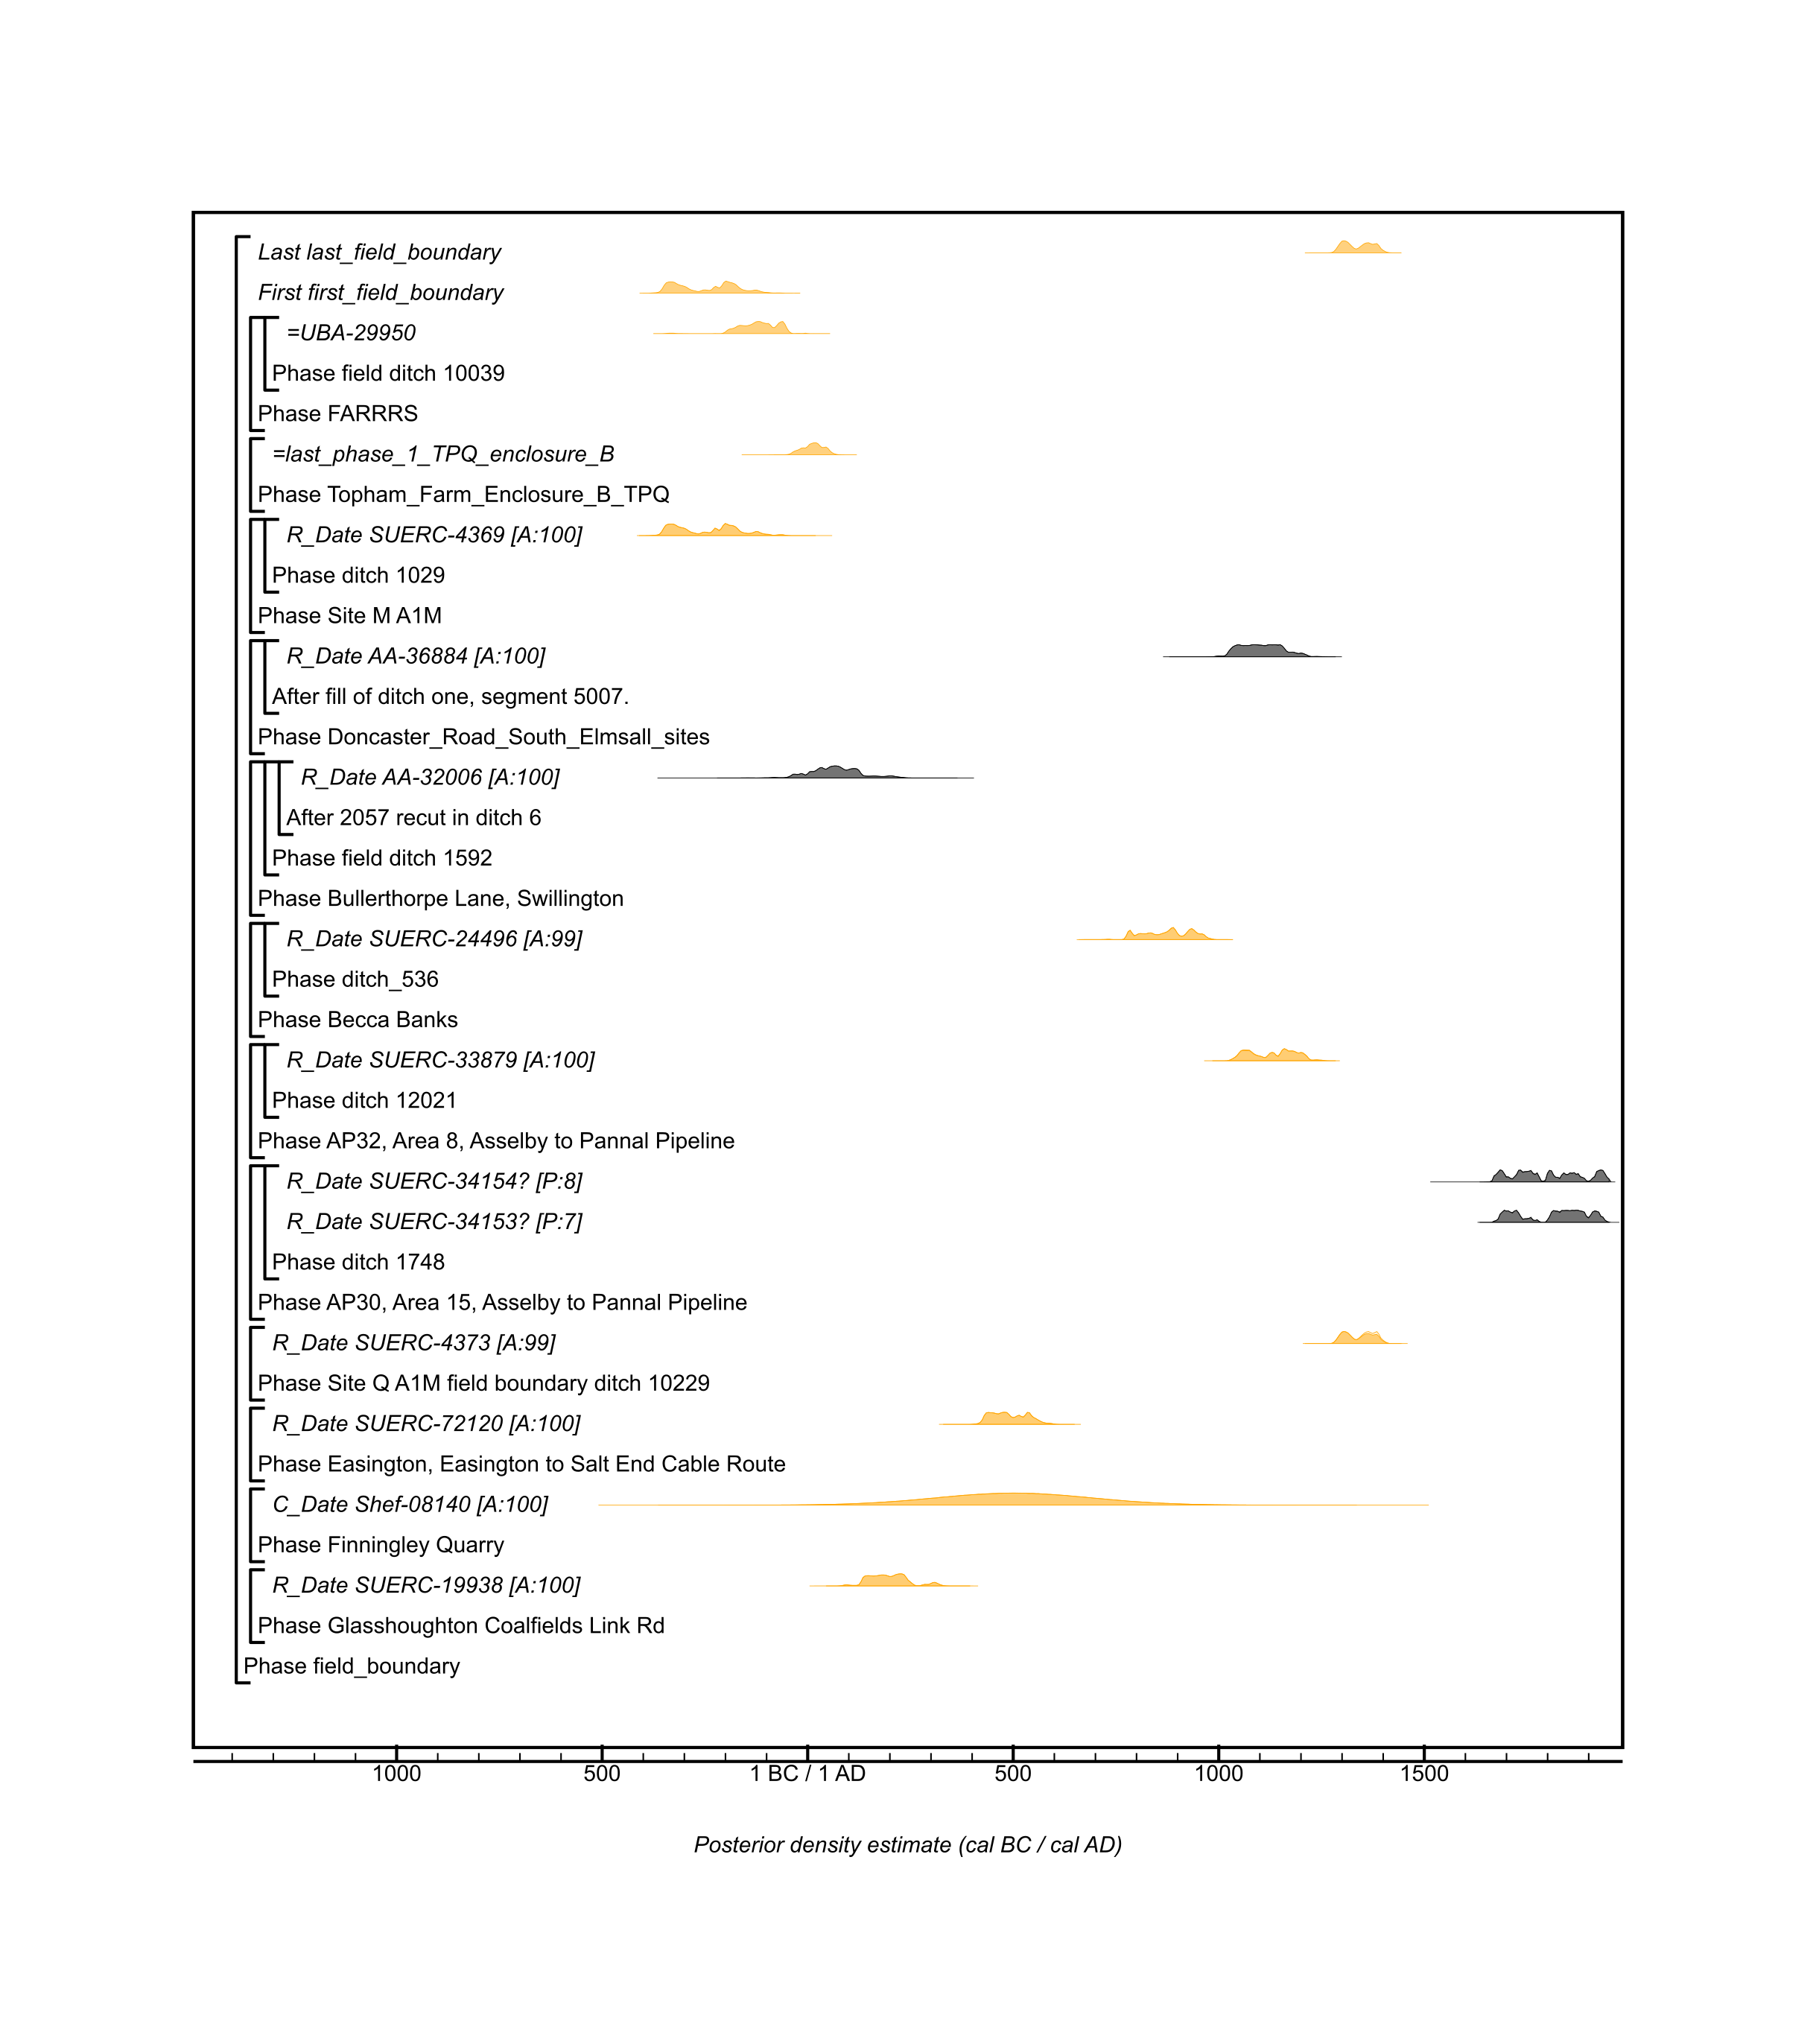 Last last_field_boundary
First first_field_boundary
=UBA-29950
Phase field ditch 10039
Phase FARRRS
=last_phase_1_TPQ_enclosure_B
Phase Topham_Farm_Enclosure_B_TPQ
R_Date SUERC-4369 [A:100]
Phase ditch 1029
Phase Site M A1M
R_Date AA-36884 [A:100]
After fill of ditch one, segment 5007.
Phase Doncaster_Road_South_Elmsall_sites
R_Date AA-32006 [A:100]
After 2057 recut in ditch 6
Phase field ditch 1592
Phase Bullerthorpe Lane, Swillington
R_Date SUERC-24496 [A:99]
Phase ditch_536
Phase Becca Banks
R_Date SUERC-33879 [A:100]
Phase ditch 12021
Phase AP32, Area 8, Asselby to Pannal Pipeline
R_Date SUERC-34154? [P:8]
R_Date SUERC-34153? [P:7]
Phase ditch 1748
Phase AP30, Area 15, Asselby to Pannal Pipeline
R_Date SUERC-4373 [A:99]
Phase Site Q A1M field boundary ditch 10229
R_Date SUERC-72120 [A:100]
Phase Easington, Easington to Salt End Cable Route
C_Date Shef-08140 [A:100]
Phase Finningley Quarry
R_Date SUERC-19938 [A:100]
Phase Glasshoughton Coalfields Link Rd
Phase field_boundary
1000 500 1 BC / 1 AD 500 1000 1500
Posterior density estimate (cal BC / cal AD)